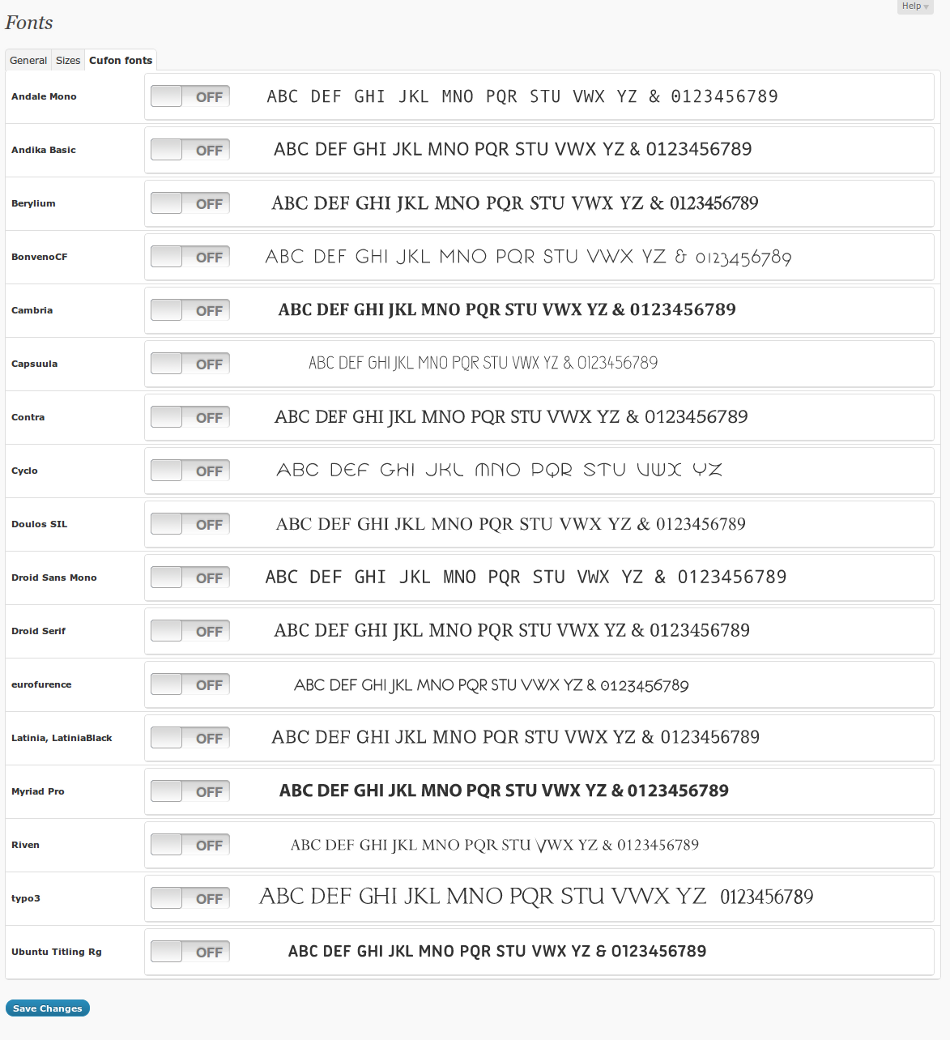 Help
Fonts
General Sizes Cufon fonts
Andale Mono OFF ABC DEF GHI JKL MNO PQR STU VWX YZ & 0123456789
Andika Basic OFF ABC DEF GHI JKL MNO PQR STU VWX YZ & 0123456789
Berylium OFF ABC DEF GHI JKL MNO PQR STU VWX YZ & 0123456789
BonvenoCF OFF ABC DEF GHI JKL MNO PQR STU VWX YZ & 0123456789
Cambria OFF ABC DEF GHI JKL MNO PQR STU VWX YZ & 0123456789
Capsuula OFF ABC DEF GHI JKL MNO PQR STU VWX YZ & 0123456789
Contra OFF ABC DEF GHI JKL MNO PQR STU VWX YZ & 0123456789
Cyclo OFF ABC DEF GHI JKL MNO PQR STU VWX YZ
Doulos SIL OFF ABC DEF GHI JKL MNO PQR STU VWX YZ & 0123456789
Droid Sans Mono OFF ABC DEF GHI JKL MNO PQR STU VWX YZ & 0123456789
Droid Serif OFF ABC DEF GHI JKL MNO PQR STU VWX YZ & 0123456789
eurofurence OFF ABC DEF GHI JKL MNO PQR STU VWX YZ & 0123456789
Latinia, LatiniaBlack OFF ABC DEF GHI JKL MNO PQR STU VWX YZ & 0123456789
Myriad Pro OFF ABC DEF GHI JKL MNO PQR STU VWX YZ & 0123456789
Riven OFF ABC DEF GHI JKL MNO PQR STU VWX YZ & 0123456789
typo3 OFF ABC DEF GHI JKL MNO PQR STU VWX YZ 0123456789
Ubuntu Titling Rg OFF ABC DEF GHI JKL MNO PQR STU VWX YZ & 0123456789
Save Changes